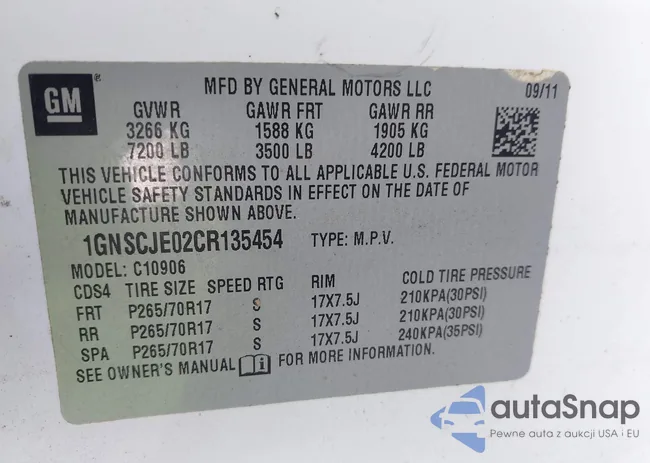 GM
®
MFD BY GENERAL MOTORS LLC
09/11
GVWR GAWR FRT GAWR RR
3266 KG 1588 KG 1905 KG
7200 LB 3500 LB 4200 LB
THIS VEHICLE CONFORMS TO ALL APPLICABLE U.S. FEDERAL MOTOR
VEHICLE SAFETY STANDARDS IN EFFECT ON THE DATE OF
MANUFACTURE SHOWN ABOVE.
1GNSCJE02CR135454 TYPE: M.P.V.
MODEL: C10906
CDS4 TIRE SIZE SPEED RTG RIM COLD TIRE PRESSURE
FRT P265/70R17 S 17X7.5J 210KPA(30PSI)
RR P265/70R17 S 17X7.5J 210KPA(30PSI)
SPA P265/70R17 S 17X7.5J 240KPA(35PSI)
SEE OWNER'S MANUAL FOR MORE INFORMATION.
autaSnap
Pewne auta z aukcji USA i EU